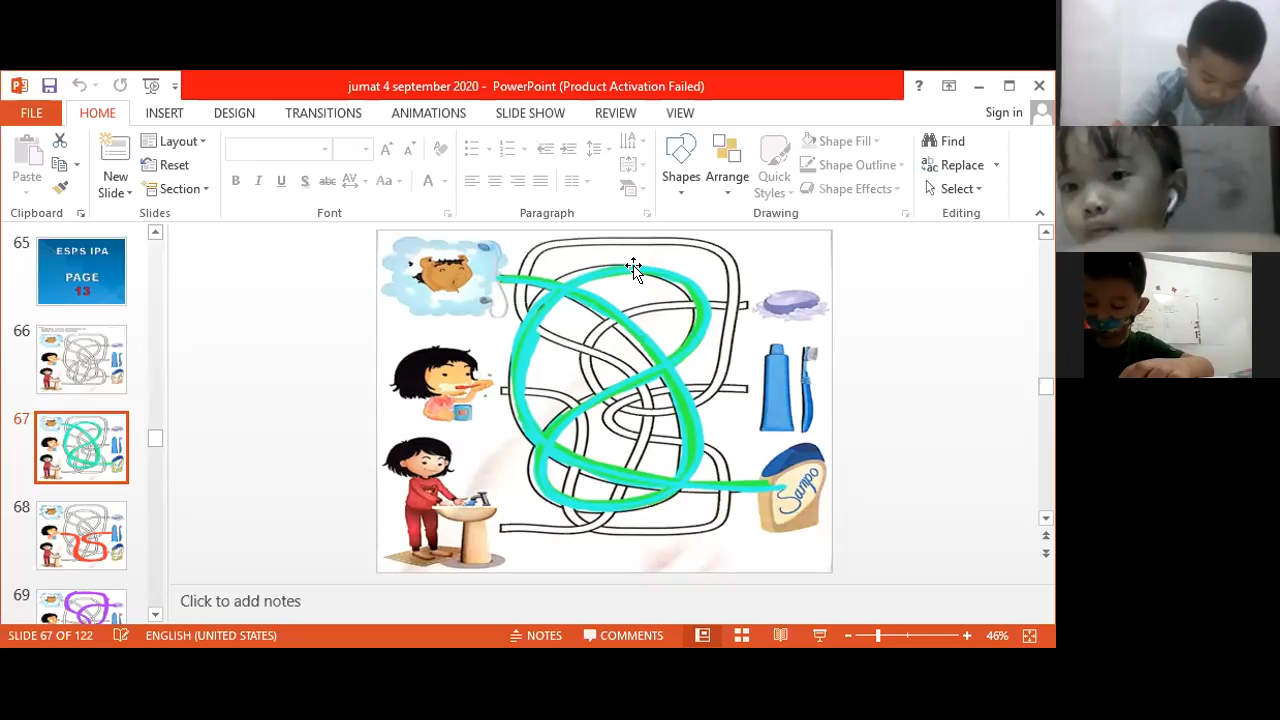 jumat 4 september 2020 - PowerPoint (Product Activation Failed)
FILE HOME INSERT DESIGN TRANSITIONS ANIMATIONS SLIDE SHOW REVIEW VIEW Sign in
Paste
New
Slide
Layout
Reset
Section
B I U S abc AV Aa A
Shapes
Arrange
Quick
Styles
Shape Fill
Shape Outline
Shape Effects
Find
Replace
Select
Clipboard Slides Font Paragraph Drawing Editing
65
ESPS IPA
PAGE
13
66
67
68
69
Sampo
Click to add notes
SLIDE 67 OF 122 ENGLISH (UNITED STATES) NOTES COMMENTS 46%